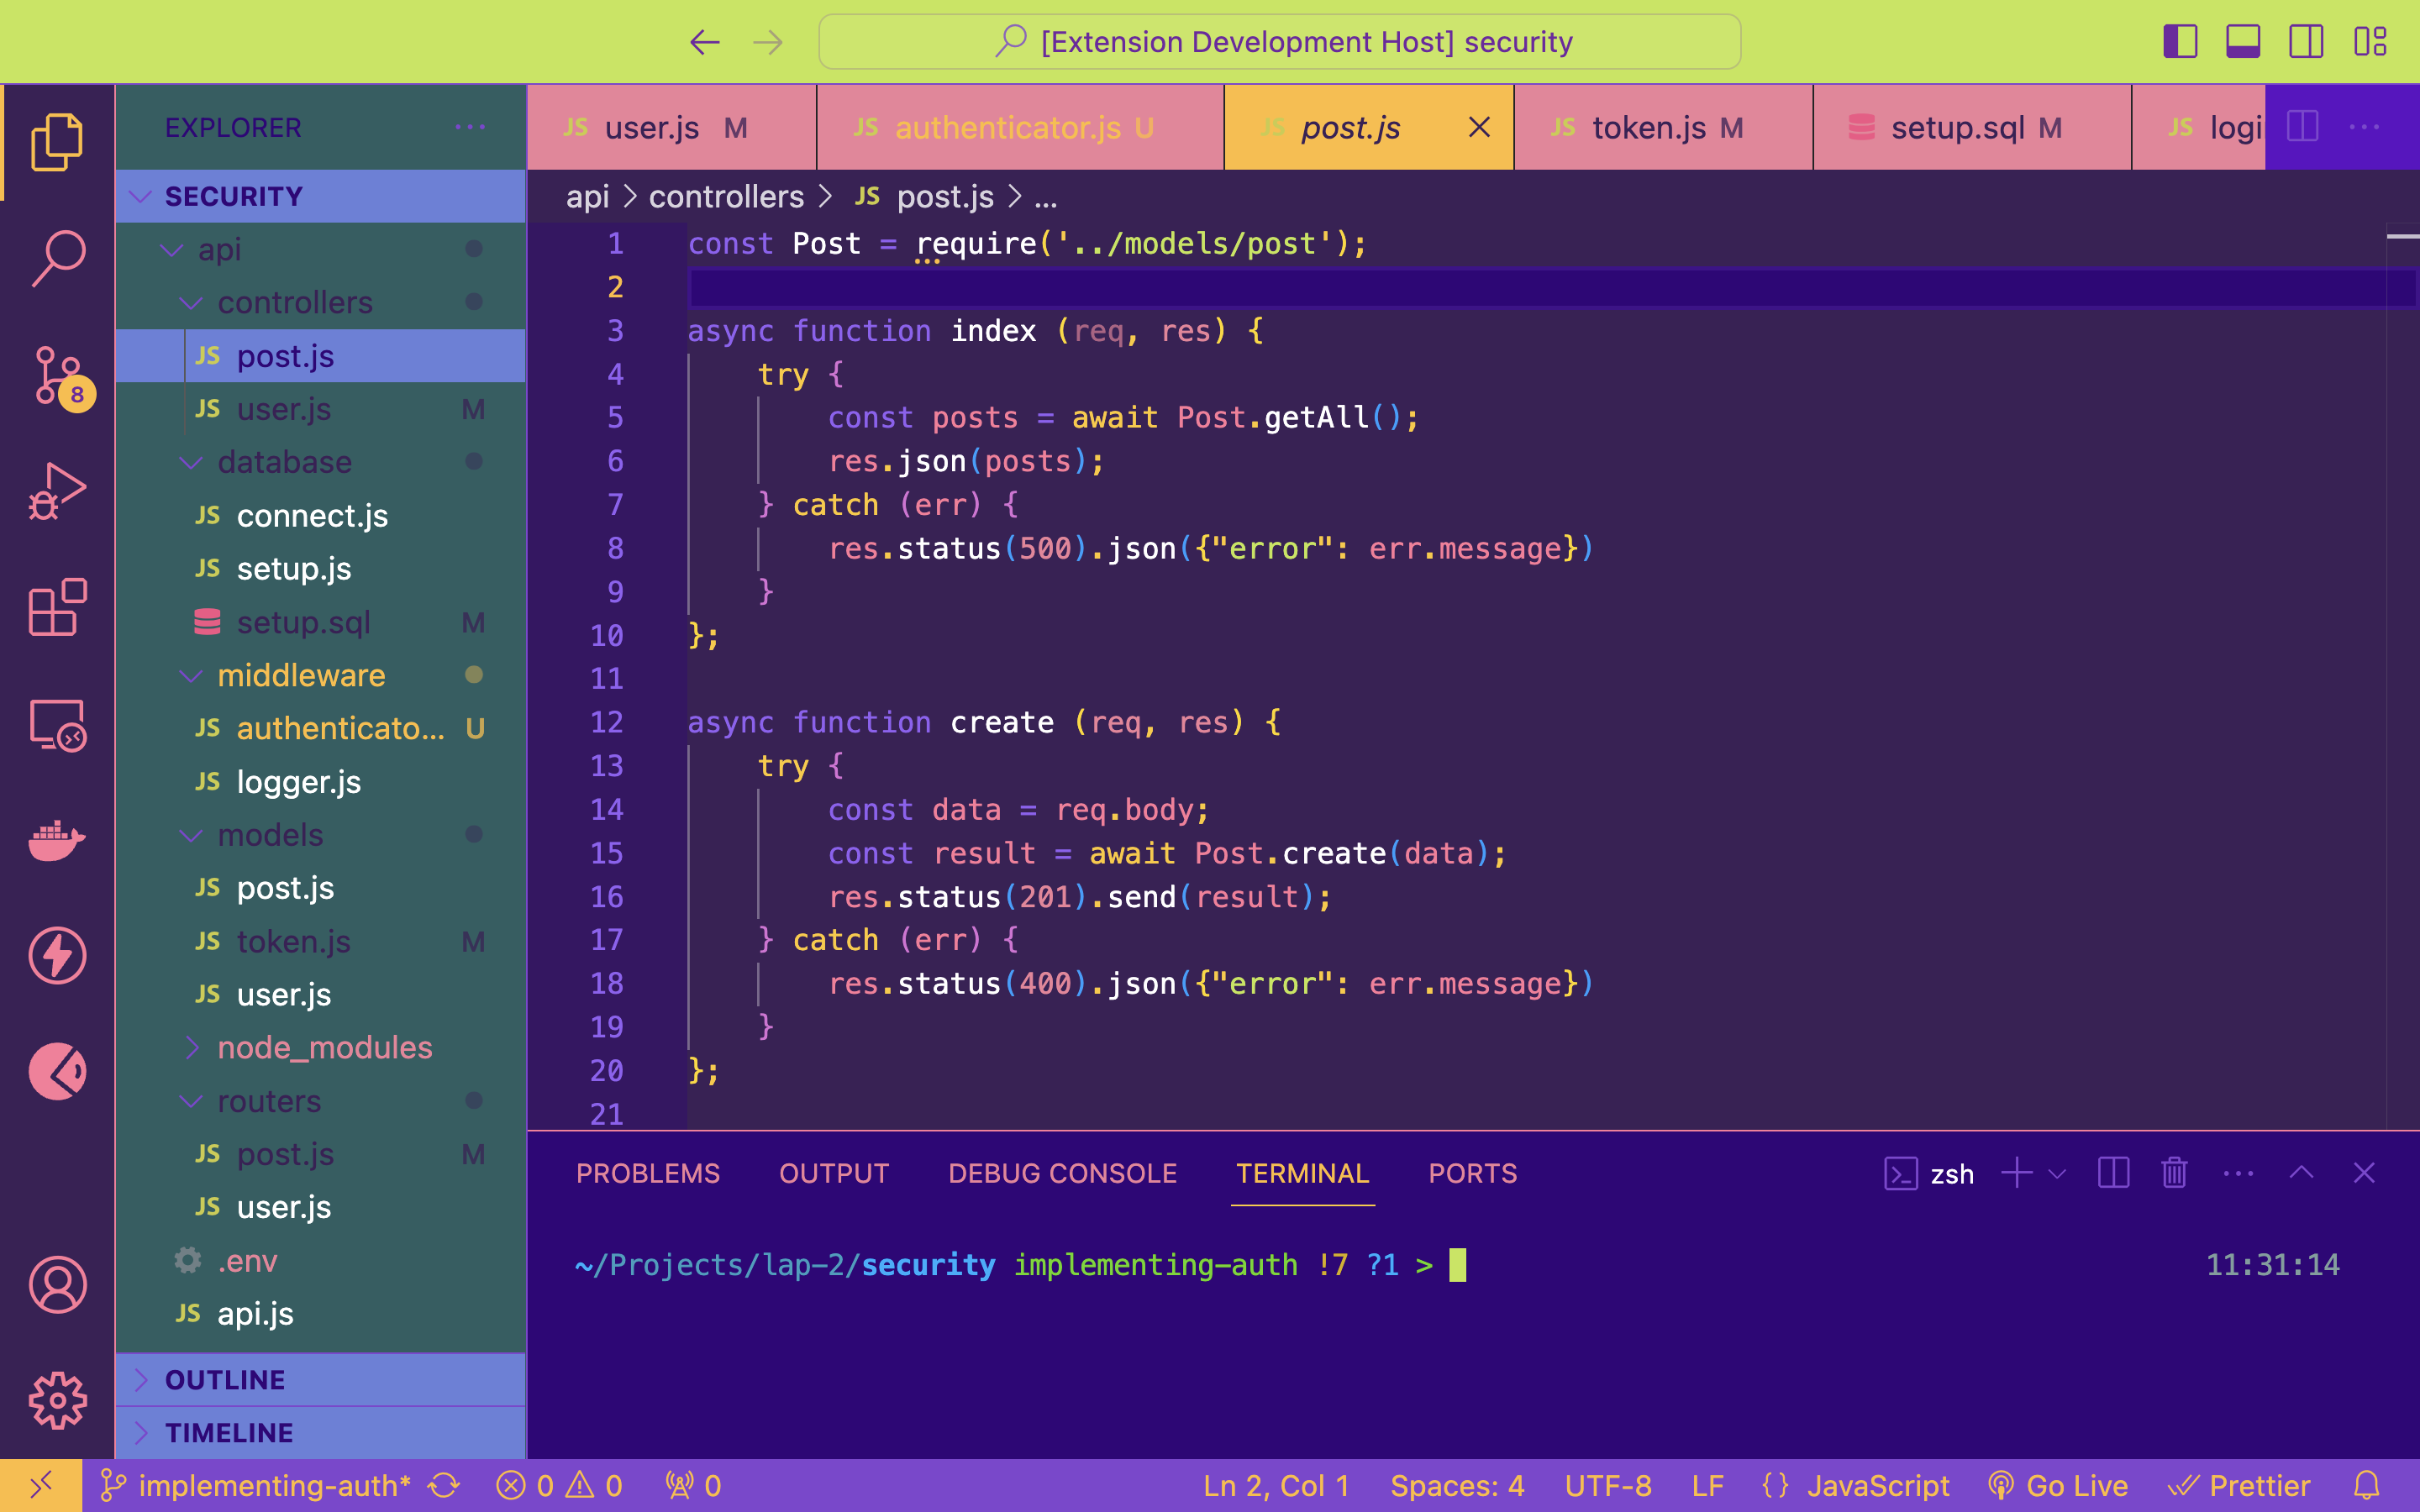 [Extension Development Host] security
EXPLORER
SECURITY
api
controllers
JS post.js
JS user.js M
database
JS connect.js
JS setup.js
setup.sql M
middleware
JS authenticato... U
JS logger.js
models
JS post.js
JS token.js M
JS user.js
node_modules
routers
JS post.js M
JS user.js
.env
JS api.js
OUTLINE
TIMELINE
8
JS user.js M JS authenticator.js U JS post.js JS token.js M setup.sql M JS logi
api > controllers > JS post.js > ...
1 const Post = require('../models/post');
2
3 async function index (req, res) {
4 try {
5 const posts = await Post.getAll();
6 res.json(posts);
7 } catch (err) {
8 res.status(500).json({"error": err.message})
9 }
10 };
11
12 async function create (req, res) {
13 try {
14 const data = req.body;
15 const result = await Post.create(data);
16 res.status(201).send(result);
17 } catch (err) {
18 res.status(400).json({"error": err.message})
19 }
20 };
21
PROBLEMS OUTPUT DEBUG CONSOLE TERMINAL PORTS zsh
~/Projects/lap-2/security implementing-auth !7 ?1 > 11:31:14
implementing-auth* 0 0 0 Ln 2, Col 1 Spaces: 4 UTF-8 LF {} JavaScript Go Live Prettier